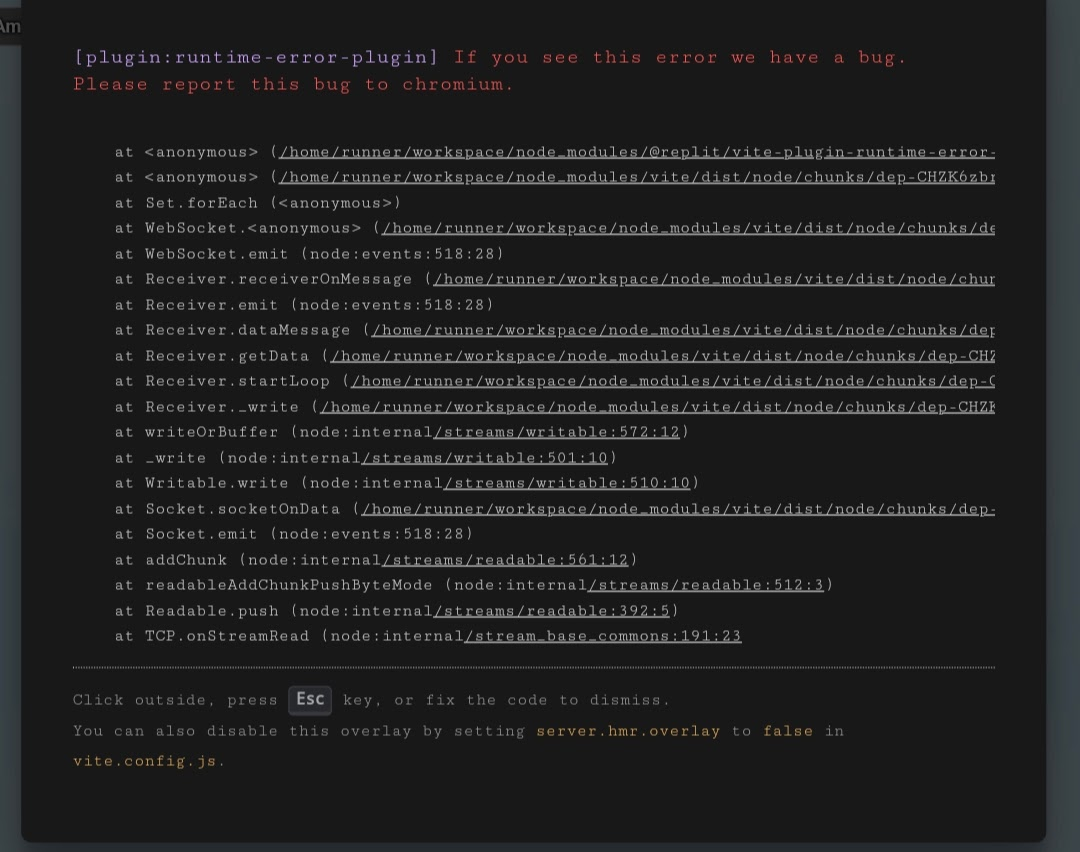 Am
[plugin:runtime-error-plugin] If you see this error we have a bug.
Please report this bug to chromium.
at <anonymous> (/home/runner/workspace/node_modules/@replit/vite-plugin-runtime-error-
at <anonymous> (/home/runner/workspace/node_modules/vite/dist/node/chunks/dep-CHZK6zbr
at Set.forEach (<anonymous>)
at WebSocket.<anonymous> (/home/runner/workspace/node_modules/vite/dist/node/chunks/de
at WebSocket.emit (node:events:518:28)
at Receiver.receiverOnMessage (/home/runner/workspace/node_modules/vite/dist/node/chun
at Receiver.emit (node:events:518:28)
at Receiver.dataMessage (/home/runner/workspace/node_modules/vite/dist/node/chunks/dep
at Receiver.getData (/home/runner/workspace/node_modules/vite/dist/node/chunks/dep-CHZ
at Receiver.startLoop (/home/runner/workspace/node_modules/vite/dist/node/chunks/dep-C
at Receiver._write (/home/runner/workspace/node_modules/vite/dist/node/chunks/dep-CHZK
at writeOrBuffer (node:internal/streams/writable:572:12)
at _write (node:internal/streams/writable:501:10)
at Writable.write (node:internal/streams/writable:510:10)
at Socket.socketOnData (/home/runner/workspace/node_modules/vite/dist/node/chunks/dep-
at Socket.emit (node:events:518:28)
at addChunk (node:internal/streams/readable:561:12)
at readableAddChunkPushByteMode (node:internal/streams/readable:512:3)
at Readable.push (node:internal/streams/readable:392:5)
at TCP.onStreamRead (node:internal/stream_base_commons:191:23
Click outside, press Esc key, or fix the code to dismiss.
You can also disable this overlay by setting server.hmr.overlay to false in
vite.config.js.